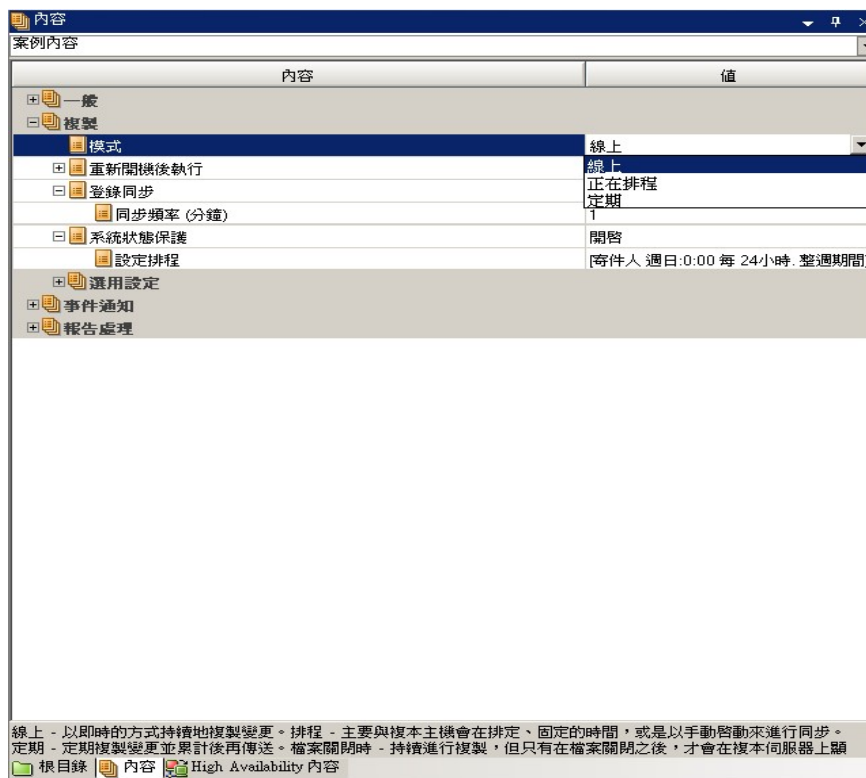 內容
案例內容
內容 值
一般
複製
模式 線上
線上
重新開機後執行
正在排程
登錄同步
定期
同步頻率 (分鐘) 1
系統狀態保護 開啓
設定排程 [寄件人 週日:0:00 每 24小時. 整週期間]
選用設定
事件通知
報告處理
線上 - 以即時的方式持續地複製變更。排程 - 主要與複本主機會在排定、固定的時間，或是以手動啓動來進行同步。
定期 - 定期複製變更並累計後再傳送。檔案關閉時 - 持續進行複製，但只有在檔案關閉之後，才會在複本伺服器上顯
根目錄 內容 High Availability 內容